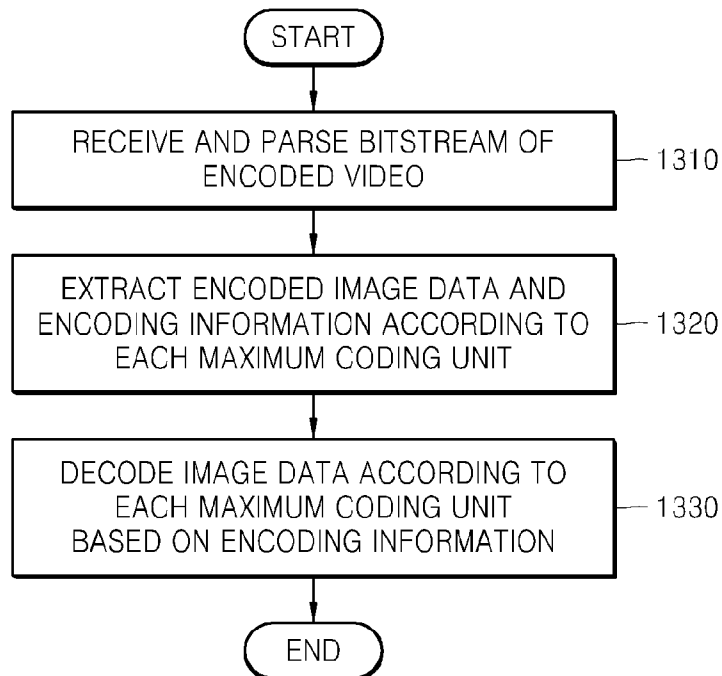 START
RECEIVE AND PARSE BITSTREAM OF
ENCODED VIDEO
1310
EXTRACT ENCODED IMAGE DATA AND
ENCODING INFORMATION ACCORDING TO
EACH MAXIMUM CODING UNIT
1320
DECODE IMAGE DATA ACCORDING TO
EACH MAXIMUM CODING UNIT
BASED ON ENCODING INFORMATION
1330
END